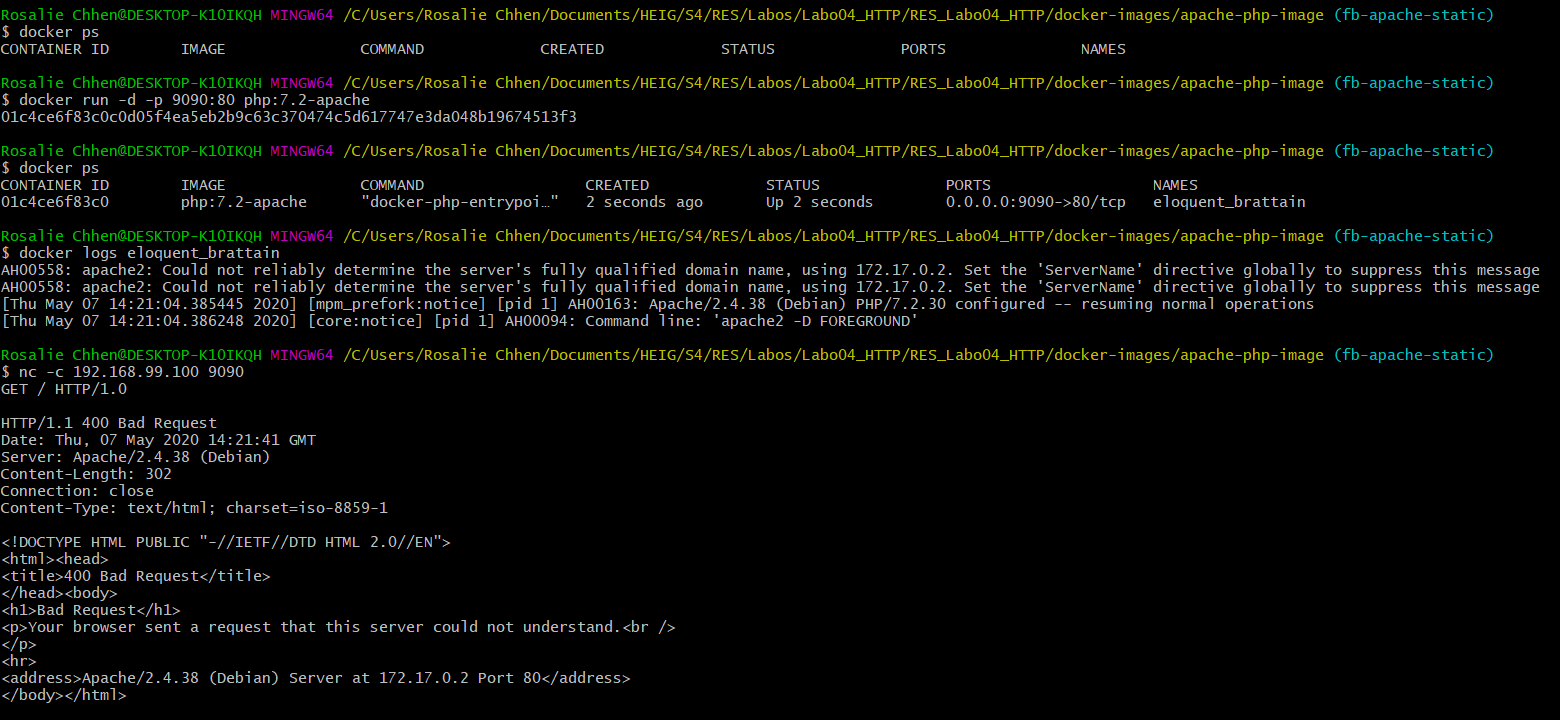 Rosalie Chhen@DESKTOP-K1OIKQH MINGW64 /C/Users/Rosalie Chhen/Documents/HEIG/S4/RES/Labos/Labo04_HTTP/RES_Labo04_HTTP/docker-images/apache-php-image (fb-apache-static)
$ docker ps
CONTAINER ID        IMAGE               COMMAND             CREATED             STATUS              PORTS               NAMES

Rosalie Chhen@DESKTOP-K1OIKQH MINGW64 /C/Users/Rosalie Chhen/Documents/HEIG/S4/RES/Labos/Labo04_HTTP/RES_Labo04_HTTP/docker-images/apache-php-image (fb-apache-static)
$ docker run -d -p 9090:80 php:7.2-apache
01c4ce6f83c0c0d05f4ea5eb2b9c63c370474c5d617747e3da048b19674513f3

Rosalie Chhen@DESKTOP-K1OIKQH MINGW64 /C/Users/Rosalie Chhen/Documents/HEIG/S4/RES/Labos/Labo04_HTTP/RES_Labo04_HTTP/docker-images/apache-php-image (fb-apache-static)
$ docker ps
CONTAINER ID        IMAGE               COMMAND                  CREATED             STATUS              PORTS                  NAMES
01c4ce6f83c0        php:7.2-apache      "docker-php-entrypoi…"   2 seconds ago       Up 2 seconds        0.0.0.0:9090->80/tcp   eloquent_brattain

Rosalie Chhen@DESKTOP-K1OIKQH MINGW64 /C/Users/Rosalie Chhen/Documents/HEIG/S4/RES/Labos/Labo04_HTTP/RES_Labo04_HTTP/docker-images/apache-php-image (fb-apache-static)
$ docker logs eloquent_brattain
AH00558: apache2: Could not reliably determine the server's fully qualified domain name, using 172.17.0.2. Set the 'ServerName' directive globally to suppress this message
AH00558: apache2: Could not reliably determine the server's fully qualified domain name, using 172.17.0.2. Set the 'ServerName' directive globally to suppress this message
[Thu May 07 14:21:04.385445 2020] [mpm_prefork:notice] [pid 1] AH00163: Apache/2.4.38 (Debian) PHP/7.2.30 configured -- resuming normal operations
[Thu May 07 14:21:04.386248 2020] [core:notice] [pid 1] AH00094: Command line: 'apache2 -D FOREGROUND'

Rosalie Chhen@DESKTOP-K1OIKQH MINGW64 /C/Users/Rosalie Chhen/Documents/HEIG/S4/RES/Labos/Labo04_HTTP/RES_Labo04_HTTP/docker-images/apache-php-image (fb-apache-static)
$ nc -c 192.168.99.100 9090
GET / HTTP/1.0

HTTP/1.1 400 Bad Request
Date: Thu, 07 May 2020 14:21:41 GMT
Server: Apache/2.4.38 (Debian)
Content-Length: 302
Connection: close
Content-Type: text/html; charset=iso-8859-1

<!DOCTYPE HTML PUBLIC "-//IETF//DTD HTML 2.0//EN">
<html><head>
<title>400 Bad Request</title>
</head><body>
<h1>Bad Request</h1>
<p>Your browser sent a request that this server could not understand.<br />
</p>
<hr>
<address>Apache/2.4.38 (Debian) Server at 172.17.0.2 Port 80</address>
</body></html>